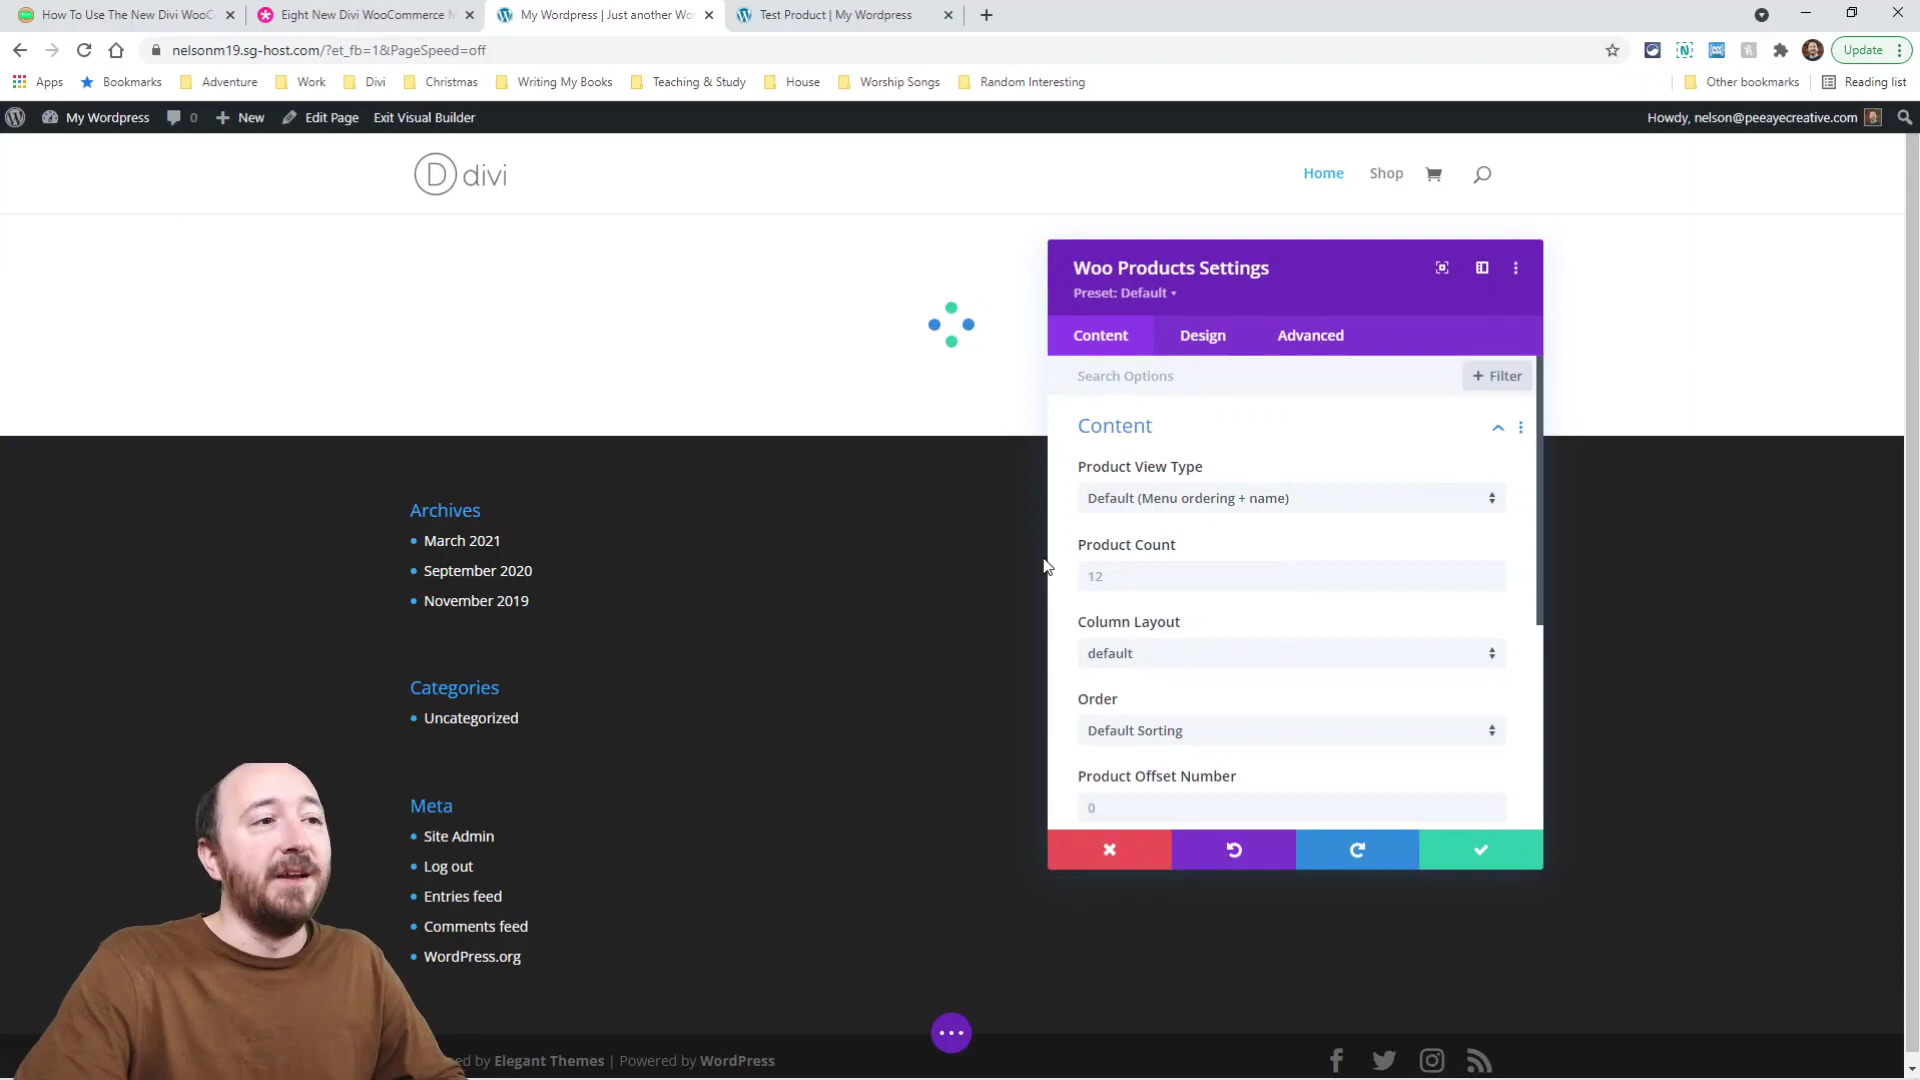 How To Use The New Divi WooC
Eight New Divi WooCommerce M
My Wordpress | Just another Wo
Test Product | My Wordpress
nelsonm19.sg-host.com/?et_fb=1&PageSpeed=off
Update
Apps
Bookmarks
Adventure
Work
Divi
Christmas
Writing My Books
Teaching & Study
House
Worship Songs
Random Interesting
Other bookmarks
Reading list
My Wordpress
0
New
Edit Page
Exit Visual Builder
Howdy, nelson@peeayecreative.com
D divi
Home
Shop
Woo Products Settings
Preset: Default
Content
Design
Advanced
Search Options
+ Filter
Content
Product View Type
Default (Menu ordering + name)
Product Count
12
Column Layout
default
Order
Default Sorting
Product Offset Number
0
Archives
March 2021
September 2020
November 2019
Categories
Uncategorized
Meta
Site Admin
Log out
Entries feed
Comments feed
WordPress.org
ed by Elegant Themes | Powered by WordPress